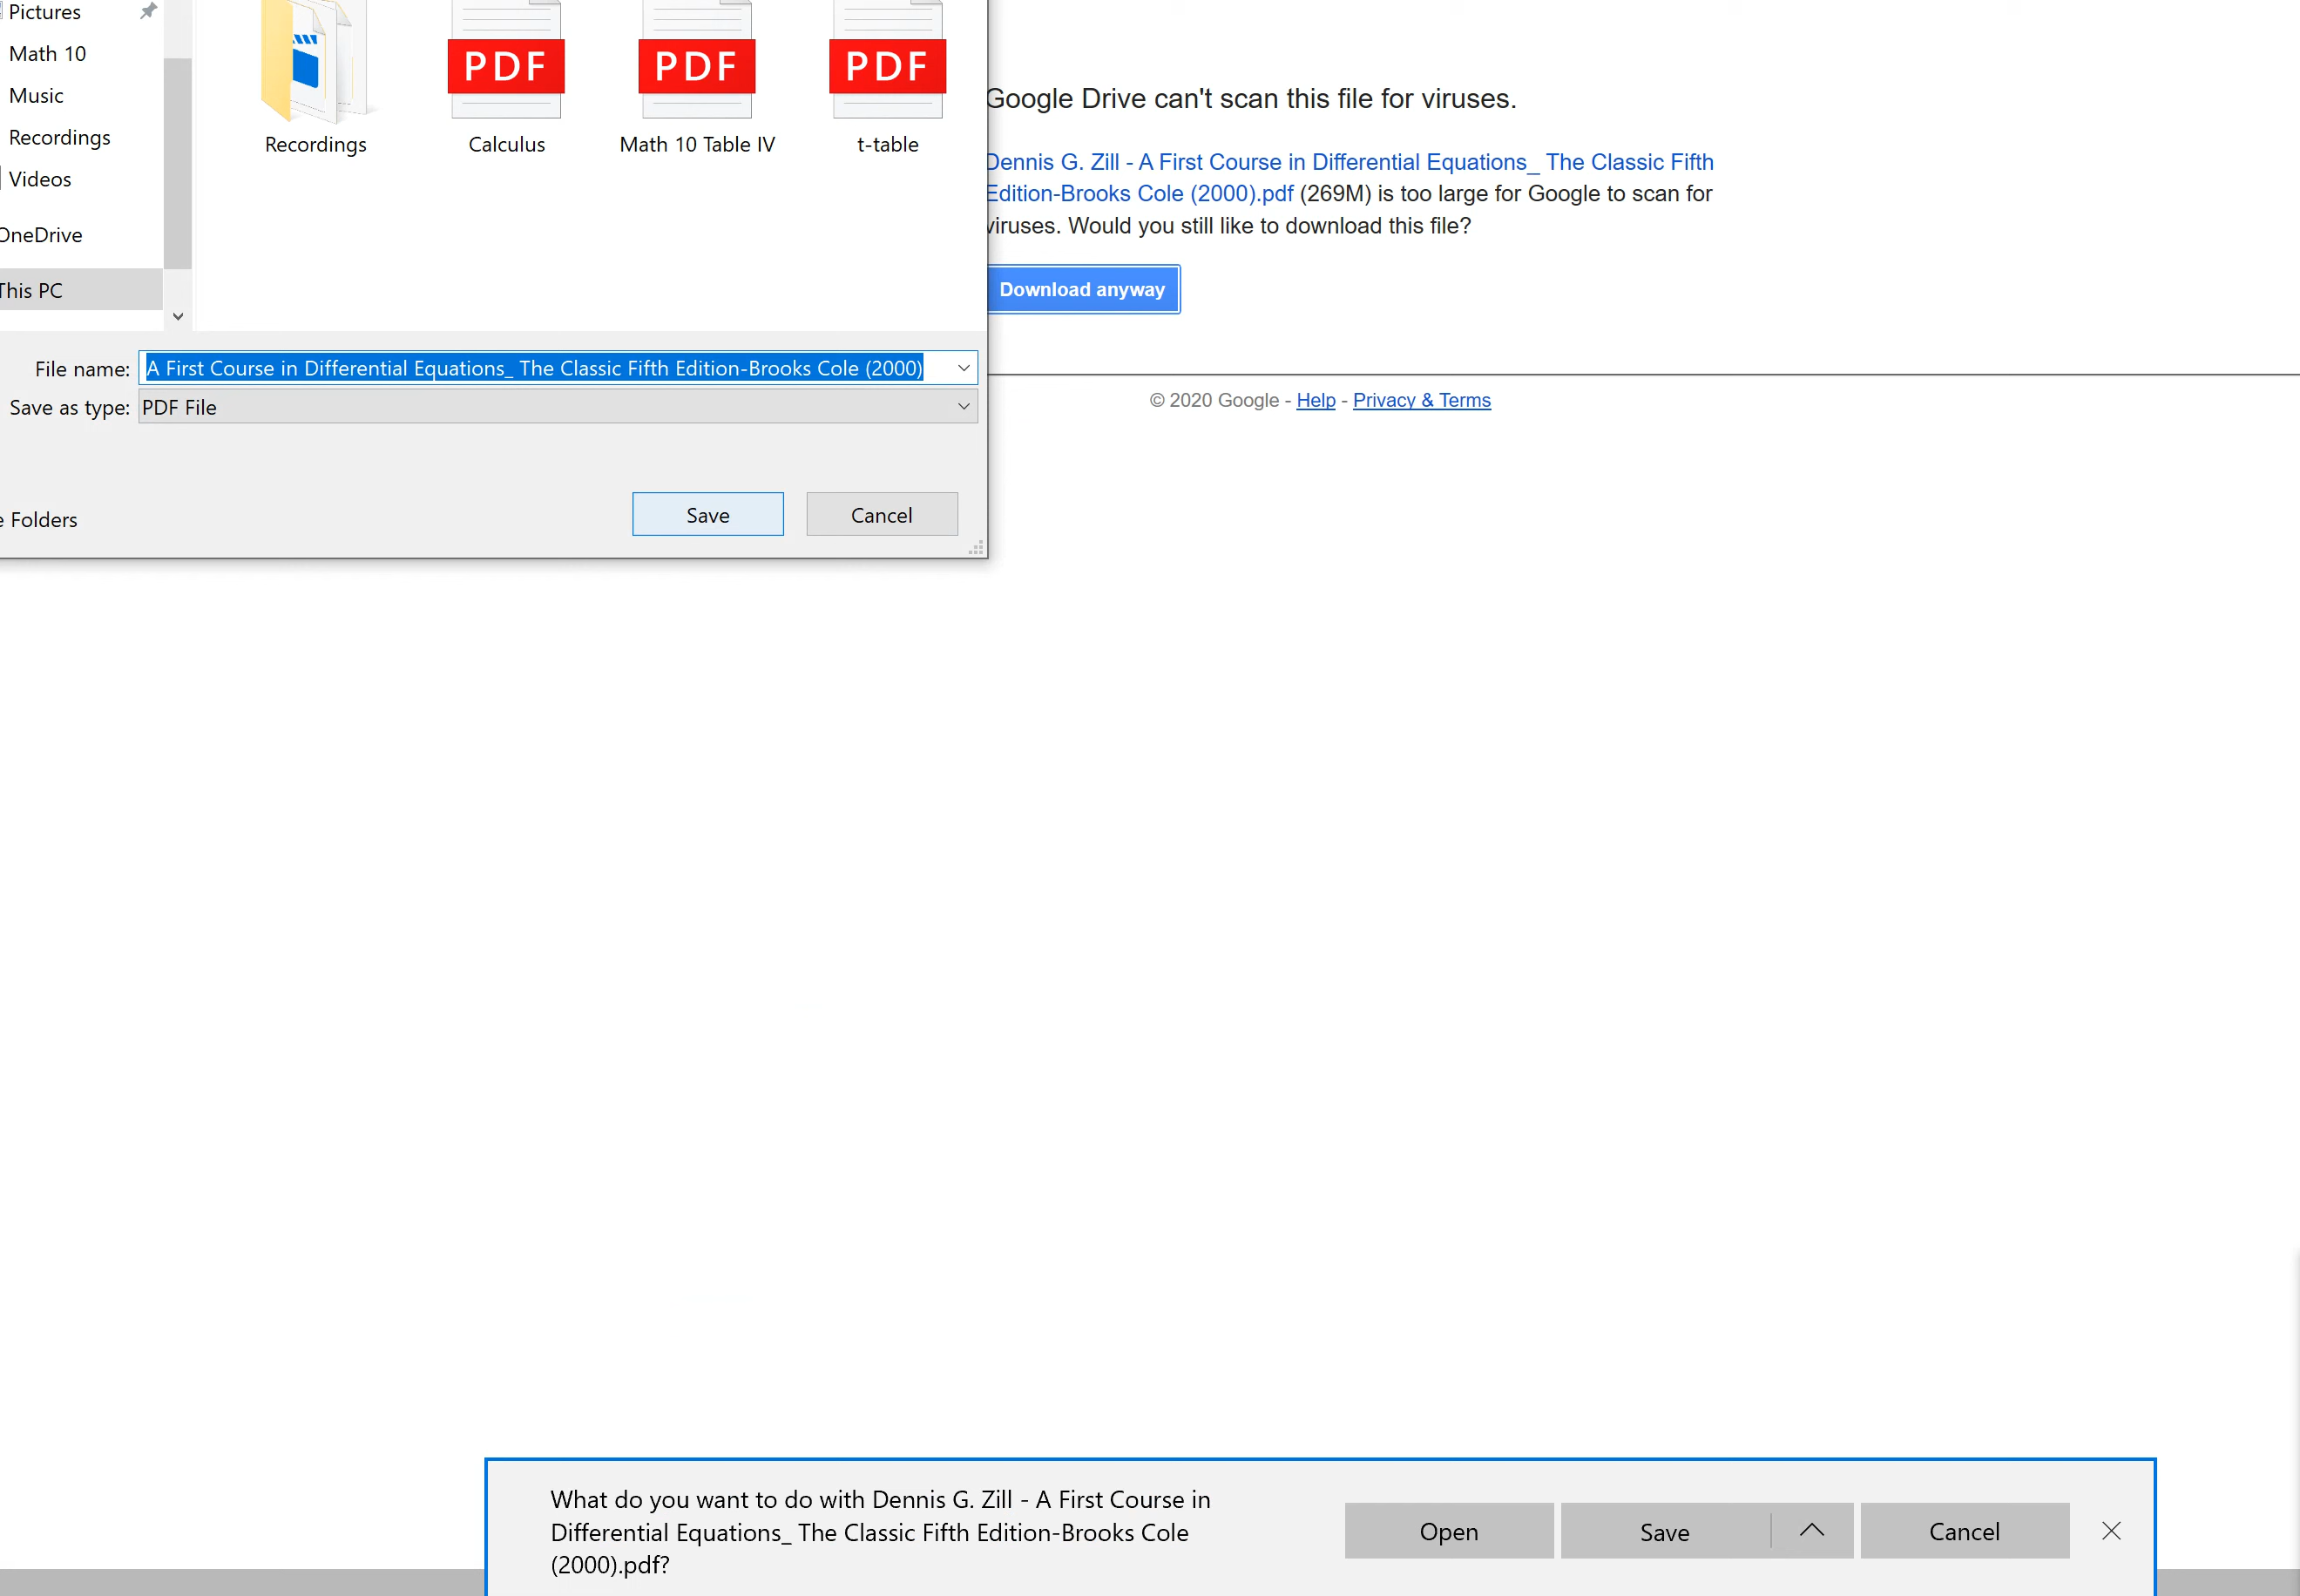 Pictures
Math 10
Music
Recordings
Videos
OneDrive
This PC
PDF
PDF
PDF
Recordings
Calculus
Math 10 Table IV
t-table
File name: A First Course in Differential Equations_ The Classic Fifth Edition-Brooks Cole (2000)
Save as type: PDF File
Folders
Save
Cancel
Google Drive can't scan this file for viruses.
Dennis G. Zill - A First Course in Differential Equations_ The Classic Fifth
Edition-Brooks Cole (2000).pdf (269M) is too large for Google to scan for
viruses. Would you still like to download this file?
Download anyway
© 2020 Google - Help - Privacy & Terms
What do you want to do with Dennis G. Zill - A First Course in
Differential Equations_ The Classic Fifth Edition-Brooks Cole
(2000).pdf?
Open
Save
Cancel